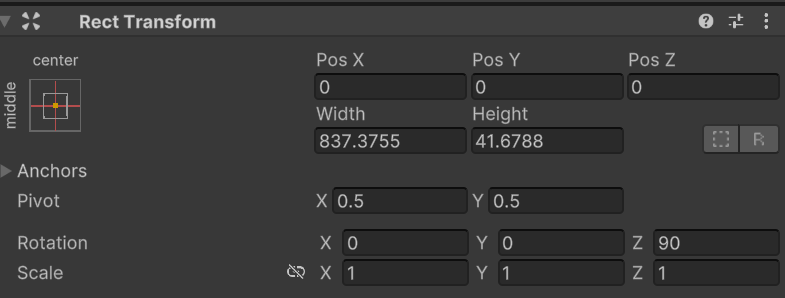 Rect Transform
center
middle
Pos X Pos Y Pos Z
0 0 0
Width Height
837.3755 41.6788
R
Anchors
Pivot X 0.5 Y 0.5
Rotation X 0 Y 0 Z 90
Scale X 1 Y 1 Z 1